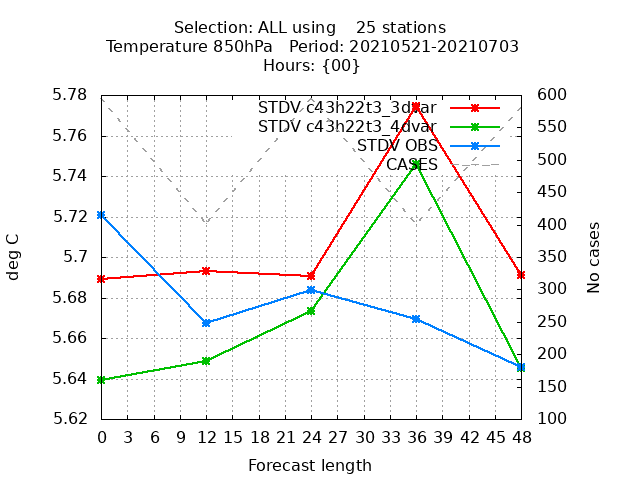 Selection: ALL using    25 stations
Temperature 850hPa   Period: 20210521-20210703
Hours: {00}
STDV c43h22t3_3dvar
STDV c43h22t3_4dvar
STDV OBS
CASES
deg C
5.78
5.76
5.74
5.72
5.7
5.68
5.66
5.64
5.62
600
550
500
450
400
350
300
250
200
150
100
No cases
0 3 6 9 12 15 18 21 24 27 30 33 36 39 42 45 48
Forecast length